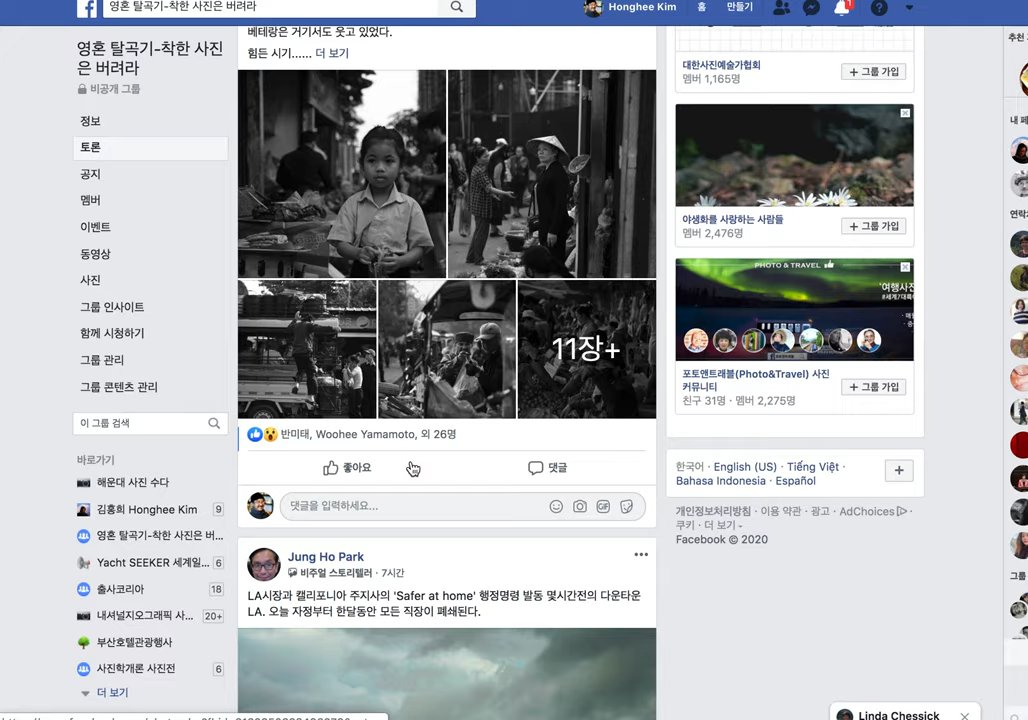 영혼 탈곡기-착한 사진은 버려라
Honghee Kim
홈
만들기
1
영혼 탈곡기-착한 사진
은 버려라
비공개 그룹
정보
토론
공지
멤버
이벤트
동영상
사진
그룹 인사이트
함께 시청하기
그룹 관리
그룹 콘텐츠 관리
이 그룹 검색
바로가기
해운대 사진 수다
김홍희 Honghee Kim 9
영혼 탈곡기-착한 사진은 버...
Yacht SEEKER 세계일... 6
출사코리아 18
내셔널지오그래픽 사... 20+
부산호텔관광행사
사진학개론 사진전 6
더 보기
베테랑은 거기서도 웃고 있었다.
힘든 시기...... 더 보기
11장+
반미태, Woohee Yamamoto, 외 26명
좋아요
댓글
댓글을 입력하세요...
GIF
Jung Ho Park
비주얼 스토리텔러 · 7시간
LA시장과 캘리포니아 주지사의 'Safer at home' 행정명령 발동 몇시간전의 다운타운
LA. 오늘 자정부터 한달동안 모든 직장이 폐쇄된다.
대한사진예술가협회
멤버 1,165명
+ 그룹 가입
야생화를 사랑하는 사람들
멤버 2,476명
+ 그룹 가입
PHOTO & TRAVEL
포토앤트래블(Photo&Travel) 사진
커뮤니티
친구 31명 · 멤버 2,275명
+ 그룹 가입
한국어 · English (US) · Tiếng Việt ·
Bahasa Indonesia · Español
개인정보처리방침 · 이용 약관 · 광고 · AdChoices ·
쿠키 · 더 보기
Facebook © 2020
추천
내 페
연락
그룹
Linda Chessick